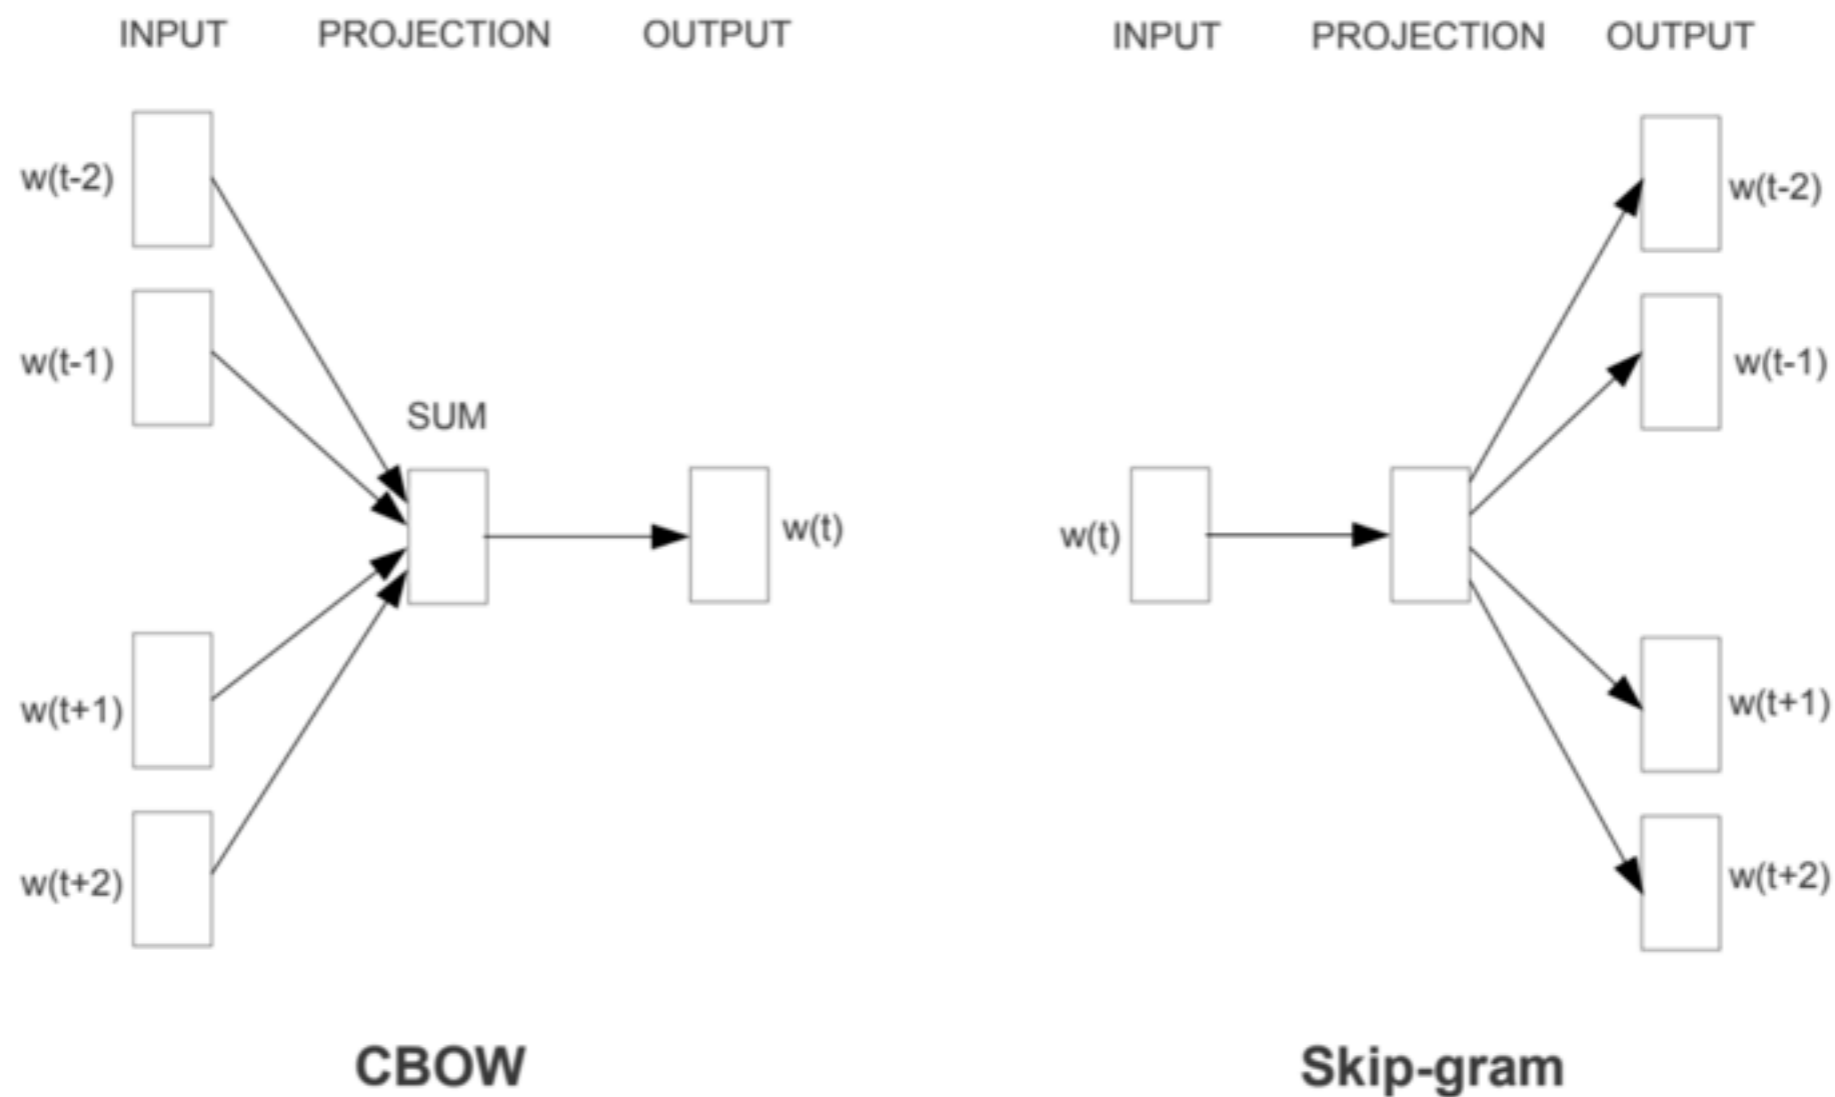 INPUT PROJECTION OUTPUT
w(t-2)
w(t-1)
SUM
w(t)
w(t+1)
w(t+2)
CBOW
INPUT PROJECTION OUTPUT
w(t-2)
w(t-1)
w(t)
w(t+1)
w(t+2)
Skip-gram